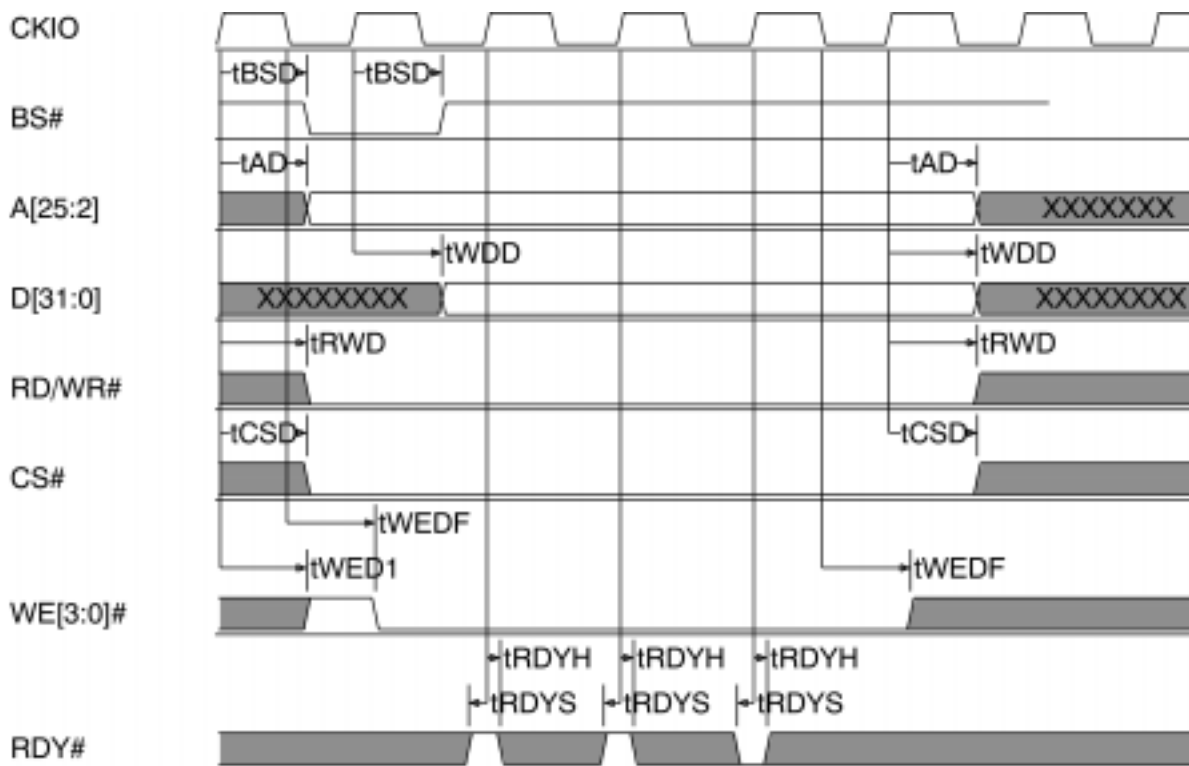 CKIO
tBSD tBSD
BS#
tAD tAD
A[25:2] XXXXXXX
tWDD tWDD
D[31:0] XXXXXXXX XXXXXXXX
tRWD tRWD
RD/WR#
tCSD tCSD
CS#
tWEDF
tWED1 tWEDF
WE[3:0]#
tRDYH tRDYH tRDYH
tRDYS tRDYS tRDYS
RDY#